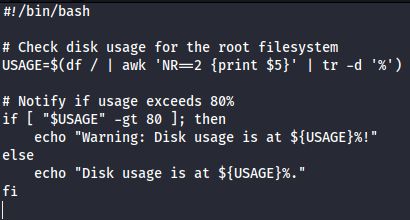 #!/bin/bash

# Check disk usage for the root filesystem
USAGE=$(df / | awk 'NR==2 {print $5}' | tr -d '%')

# Notify if usage exceeds 80%
if [ "$USAGE" -gt 80 ]; then
    echo "Warning: Disk usage is at ${USAGE}%!"
else
    echo "Disk usage is at ${USAGE}%."
fi